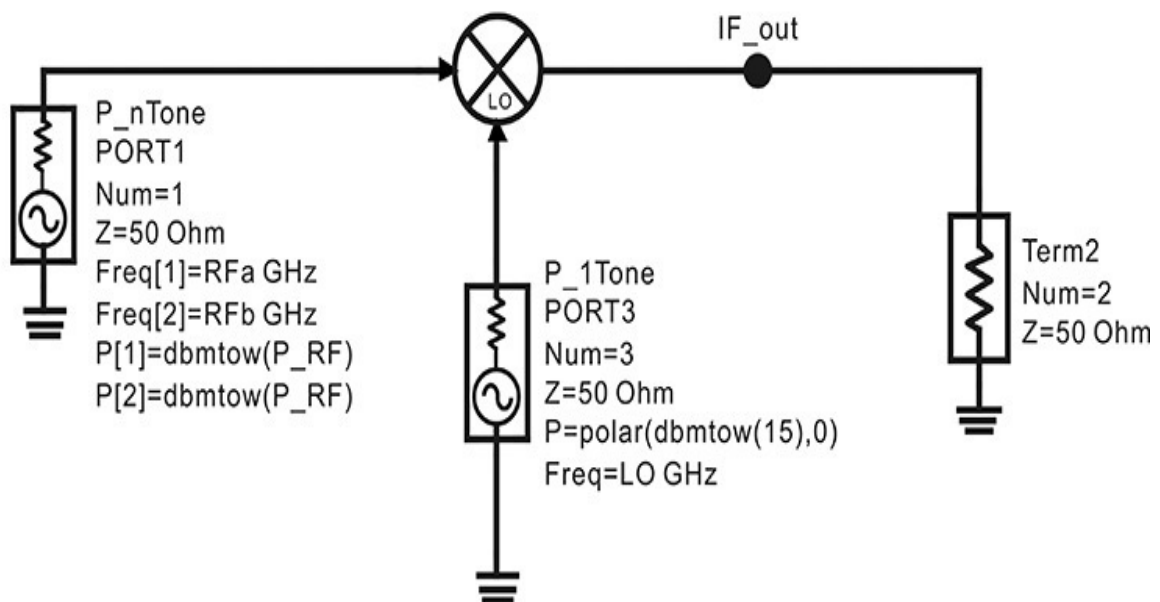 IF_out
LO
P_nTone
PORT1
Num=1
Z=50 Ohm
Freq[1]=RFa GHz
Freq[2]=RFb GHz
P[1]=dbmtow(P_RF)
P[2]=dbmtow(P_RF)
P_1Tone
PORT3
Num=3
Z=50 Ohm
P=polar(dbmtow(15),0)
Freq=LO GHz
Term2
Num=2
Z=50 Ohm